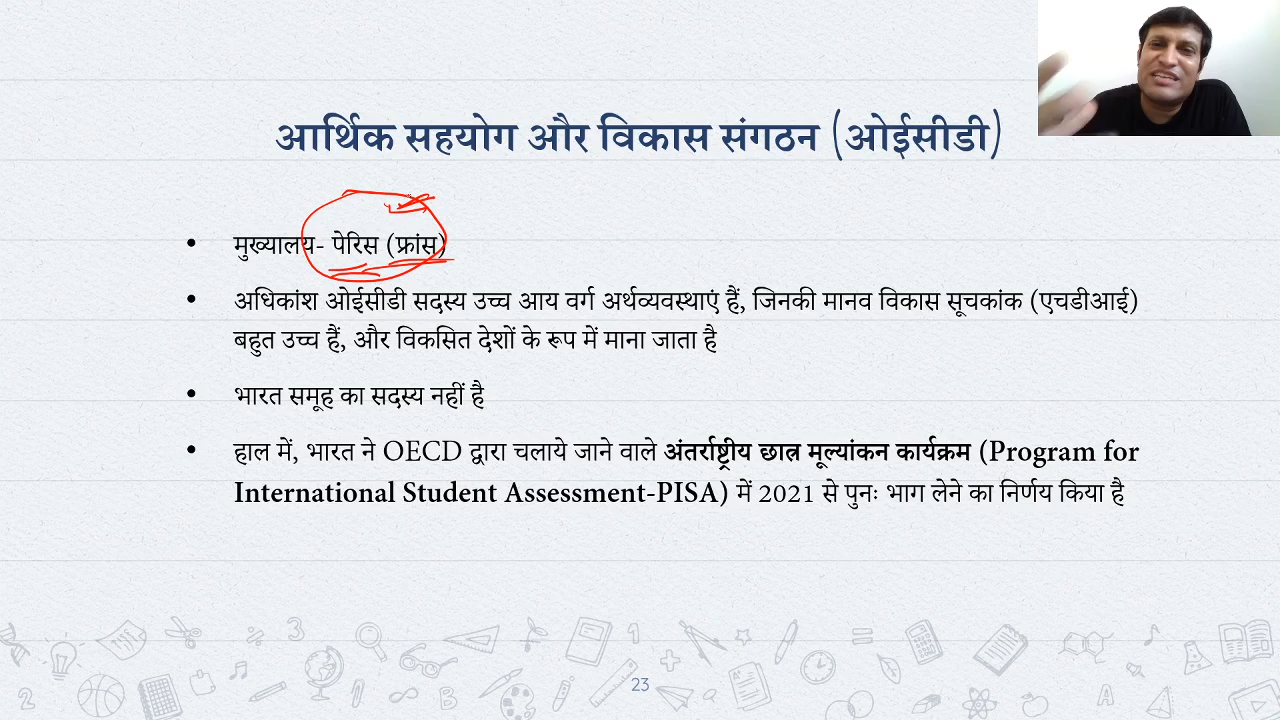 आर्थिक सहयोग और विकास संगठन (ओईसीडी)
• मुख्यालय- पेरिस (फ्रांस)
• अधिकांश ओईसीडी सदस्य उच्च आय वर्ग अर्थव्यवस्थाएं हैं, जिनकी मानव विकास सूचकांक (एचडीआई)
बहुत उच्च हैं, और विकसित देशों के रूप में माना जाता है
• भारत समूह का सदस्य नहीं है
• हाल में, भारत ने OECD द्वारा चलाये जाने वाले अंतर्राष्ट्रीय छात्र मूल्यांकन कार्यक्रम (Program for
International Student Assessment-PISA) में 2021 से पुनः भाग लेने का निर्णय किया है
23